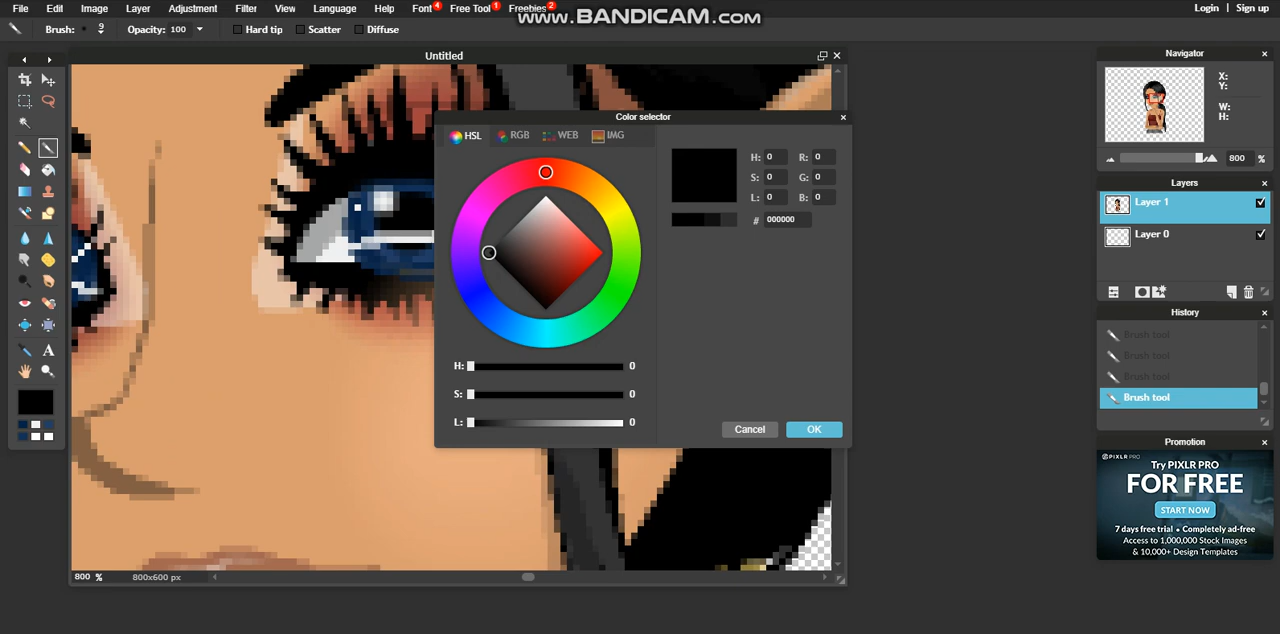 File Edit Image Layer Adjustment Filter View Language Help Font 4 Free Tool 1 Freebies 2 Login | Sign up
www.BANDICAM.com
Brush: 9 Opacity: 100 Hard tip Scatter Diffuse
Untitled
Navigator
X:
Y:
W:
H:
800 %
Color selector
HSL RGB WEB IMG
H: 0 R: 0
S: 0 G: 0
L: 0 B: 0
# 000000
H: 0
S: 0
L: 0
Cancel OK
Layers
Layer 1
Layer 0
History
Brush tool
Brush tool
Brush tool
Brush tool
Promotion
PIXLR PRO
Try PIXLR PRO
FOR FREE
START NOW
7 days free trial • Completely ad-free
Access to 1,000,000 Stock Images
& 10,000+ Design Templates
800 % 800x600 px